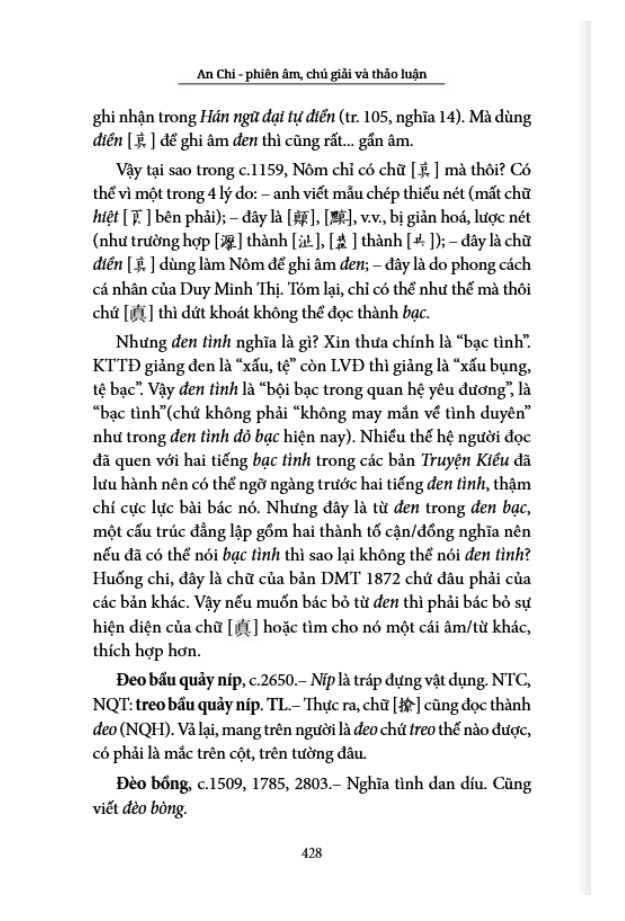 An Chi - phiên âm, chú giải và thảo luận
ghi nhận trong Hán ngữ đại tự điển (tr. 105, nghĩa 14). Mà dùng
điền [ ] để ghi âm đen thì cũng rất... gần âm.
Vậy tại sao trong c.1159, Nôm chỉ có chữ [ ] mà thôi? Có
thể vì một trong 4 lý do: – anh viết mẫu chép thiếu nét (mất chữ
hiệt [ ] bên phải); – đây là [顛], [黰], v.v., bị giản hoá, lược nét
(như trường hợp [ ] thành [沚], [ ] thành [ ]); – đây là chữ
điền [ ] dùng làm Nôm để ghi âm đen; – đây là do phong cách
cá nhân của Duy Minh Thị. Tóm lại, chỉ có thể như thế mà thôi
chứ [眞] thì dứt khoát không thể đọc thành bạc.
Nhưng đen tình nghĩa là gì? Xin thưa chính là “bạc tình”.
KTTĐ giảng đen là “xấu, tệ” còn LVĐ thì giảng là “xấu bụng,
tệ bạc”. Vậy đen tình là “bội bạc trong quan hệ yêu đương”, là
“bạc tình”(chứ không phải “không may mắn về tình duyên”
như trong đen tình đỏ bạc hiện nay). Nhiều thế hệ người đọc
đã quen với hai tiếng bạc tình trong các bản Truyện Kiều đã
lưu hành nên có thể ngỡ ngàng trước hai tiếng đen tình, thậm
chí cực lực bài bác nó. Nhưng đây là từ đen trong đen bạc,
một cấu trúc đẳng lập gồm hai thành tố cận/đồng nghĩa nên
nếu đã có thể nói bạc tình thì sao lại không thể nói đen tình?
Huống chi, đây là chữ của bản DMT 1872 chứ đâu phải của
các bản khác. Vậy nếu muốn bác bỏ từ đen thì phải bác bỏ sự
hiện diện của chữ [眞] hoặc tìm cho nó một cái âm/từ khác,
thích hợp hơn.
Đeo bầu quảy níp, c.2650.– Níp là tráp đựng vật dụng. NTC,
NQT: treo bầu quảy níp. TL.– Thực ra, chữ [撩] cũng đọc thành
đeo (NQH). Vả lại, mang trên người là đeo chứ treo thế nào được,
có phải là mắc trên cột, trên tường đâu.
Đèo bồng, c.1509, 1785, 2803.– Nghĩa tình dan díu. Cũng
viết đèo bòng.
428